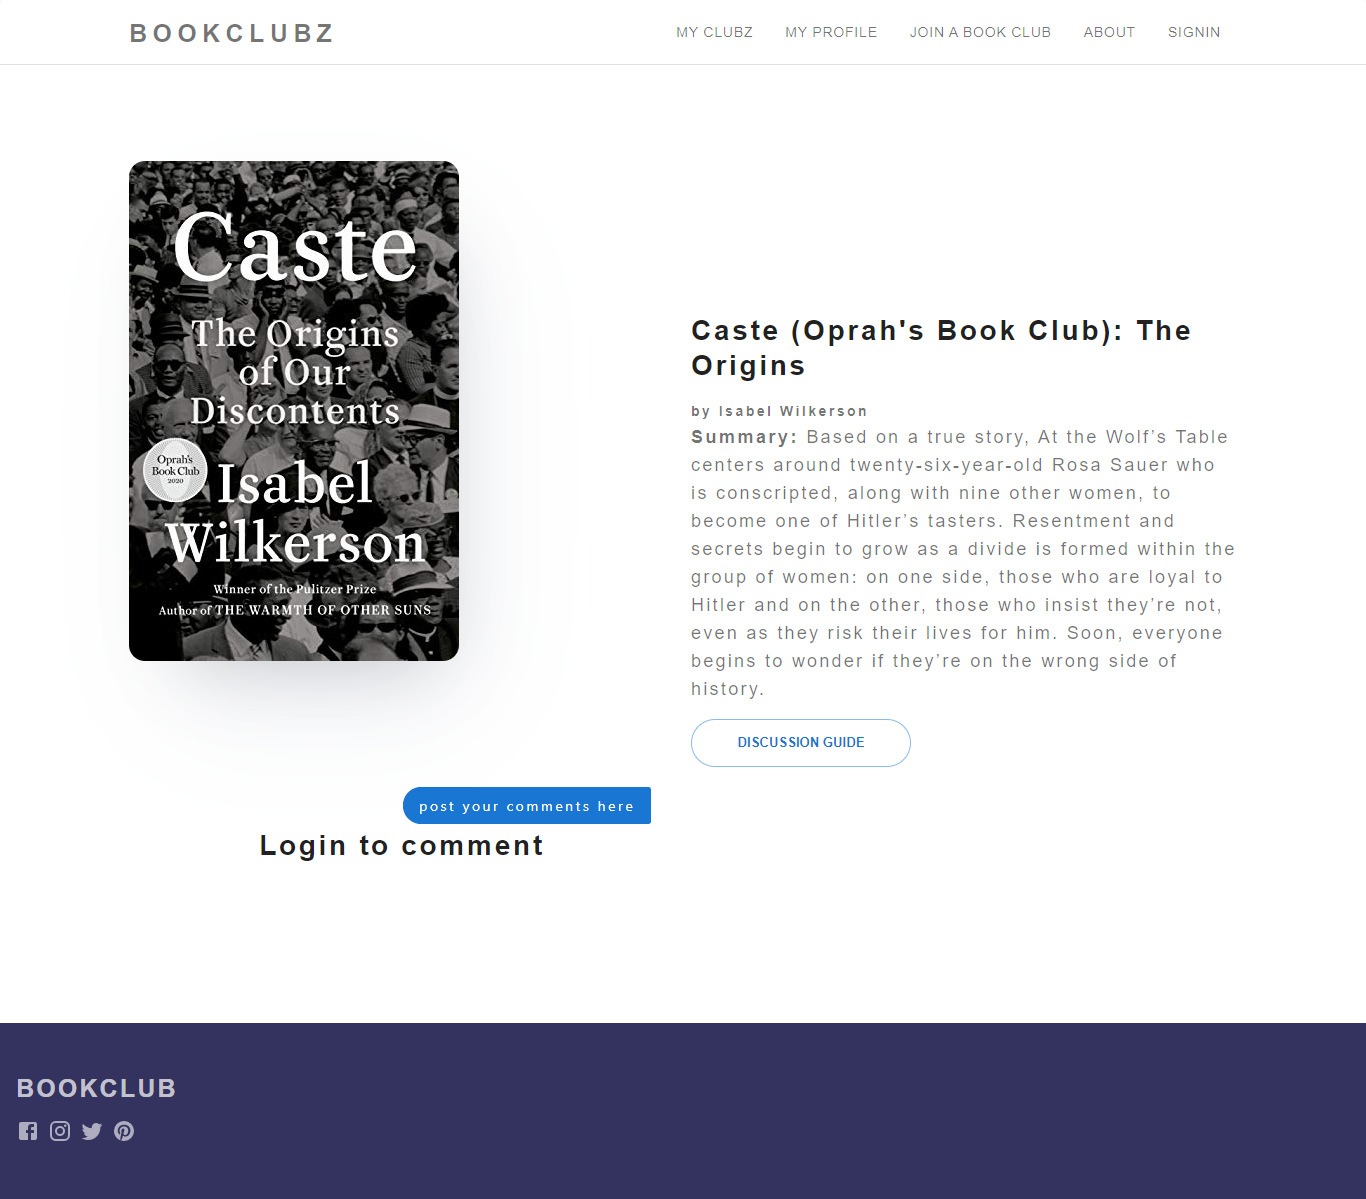 BOOKCLUBZ
MY CLUBZ MY PROFILE JOIN A BOOK CLUB ABOUT SIGNIN
Caste
The Origins
of Our
Discontents
Oprah's
Book Club
2020
Isabel
Wilkerson
Winner of the Pulitzer Prize
Author of THE WARMTH OF OTHER SUNS
Caste (Oprah's Book Club): The
Origins
by Isabel Wilkerson
Summary: Based on a true story, At the Wolf’s Table
centers around twenty-six-year-old Rosa Sauer who
is conscripted, along with nine other women, to
become one of Hitler’s tasters. Resentment and
secrets begin to grow as a divide is formed within the
group of women: on one side, those who are loyal to
Hitler and on the other, those who insist they’re not,
even as they risk their lives for him. Soon, everyone
begins to wonder if they’re on the wrong side of
history.
DISCUSSION GUIDE
post your comments here
Login to comment
BOOKCLUB